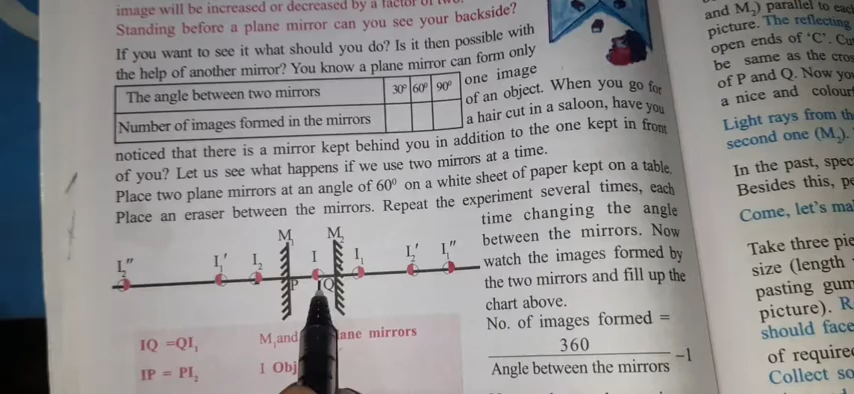 image will be increased or decreased by a factor of two.
Standing before a plane mirror can you see your backside?
If you want to see it what should you do? Is it then possible with
the help of another mirror? You know a plane mirror can form only
The angle between two mirrors 30⁰ 60⁰ 90⁰
Number of images formed in the mirrors
one image
of an object. When you go for
a hair cut in a saloon, have you
noticed that there is a mirror kept behind you in addition to the one kept in front
of you? Let us see what happens if we use two mirrors at a time.
Place two plane mirrors at an angle of 60⁰ on a white sheet of paper kept on a table.
Place an eraser between the mirrors. Repeat the experiment several times, each
time changing the angle
between the mirrors. Now
watch the images formed by
the two mirrors and fill up the
chart above.
No. of images formed =
360
Angle between the mirrors
–1
M₁ M₂
I₂″ I₁′ I₂ I I₁ I₂′ I₁″
P Q
IQ =QI₁
IP = PI₂
M₁and lane mirrors
I Obj
and M₂) parallel to each
picture. The reflecting
open ends of ‘C’. Cu
be same as the cros
of P and Q. Now you
a nice and colour
Light rays from th
second one (M₂).
In the past, spec
Besides this, pe
Come, let’s ma
Take three pie
size (length
pasting gum
picture). R
should face
of require
Collect so